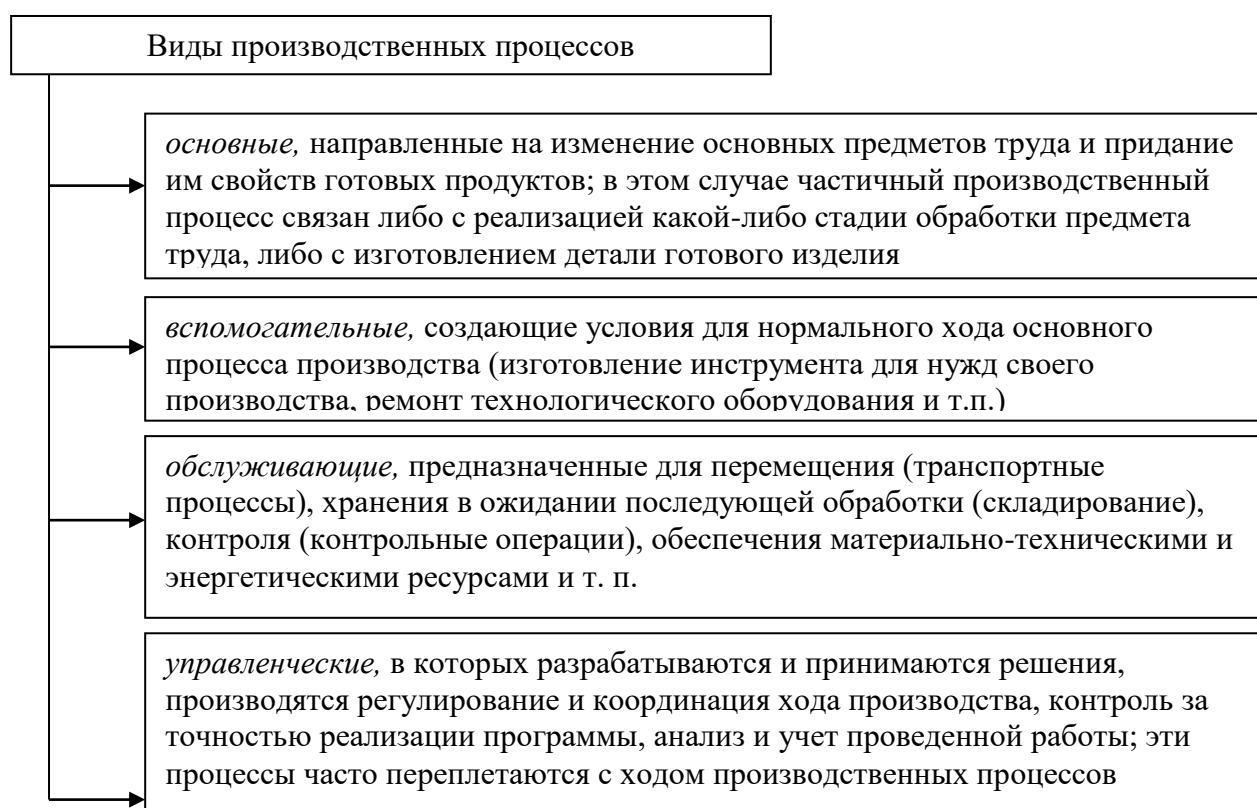 Виды производственных процессов
основные, направленные на изменение основных предметов труда и придание
им свойств готовых продуктов; в этом случае частичный производственный
процесс связан либо с реализацией какой-либо стадии обработки предмета
труда, либо с изготовлением детали готового изделия
вспомогательные, создающие условия для нормального хода основного
процесса производства (изготовление инструмента для нужд своего
производства, ремонт технологического оборудования и т.п.)
обслуживающие, предназначенные для перемещения (транспортные
процессы), хранения в ожидании последующей обработки (складирование),
контроля (контрольные операции), обеспечения материально-техническими и
энергетическими ресурсами и т. п.
управленческие, в которых разрабатываются и принимаются решения,
производятся регулирование и координация хода производства, контроль за
точностью реализации программы, анализ и учет проведенной работы; эти
процессы часто переплетаются с ходом производственных процессов